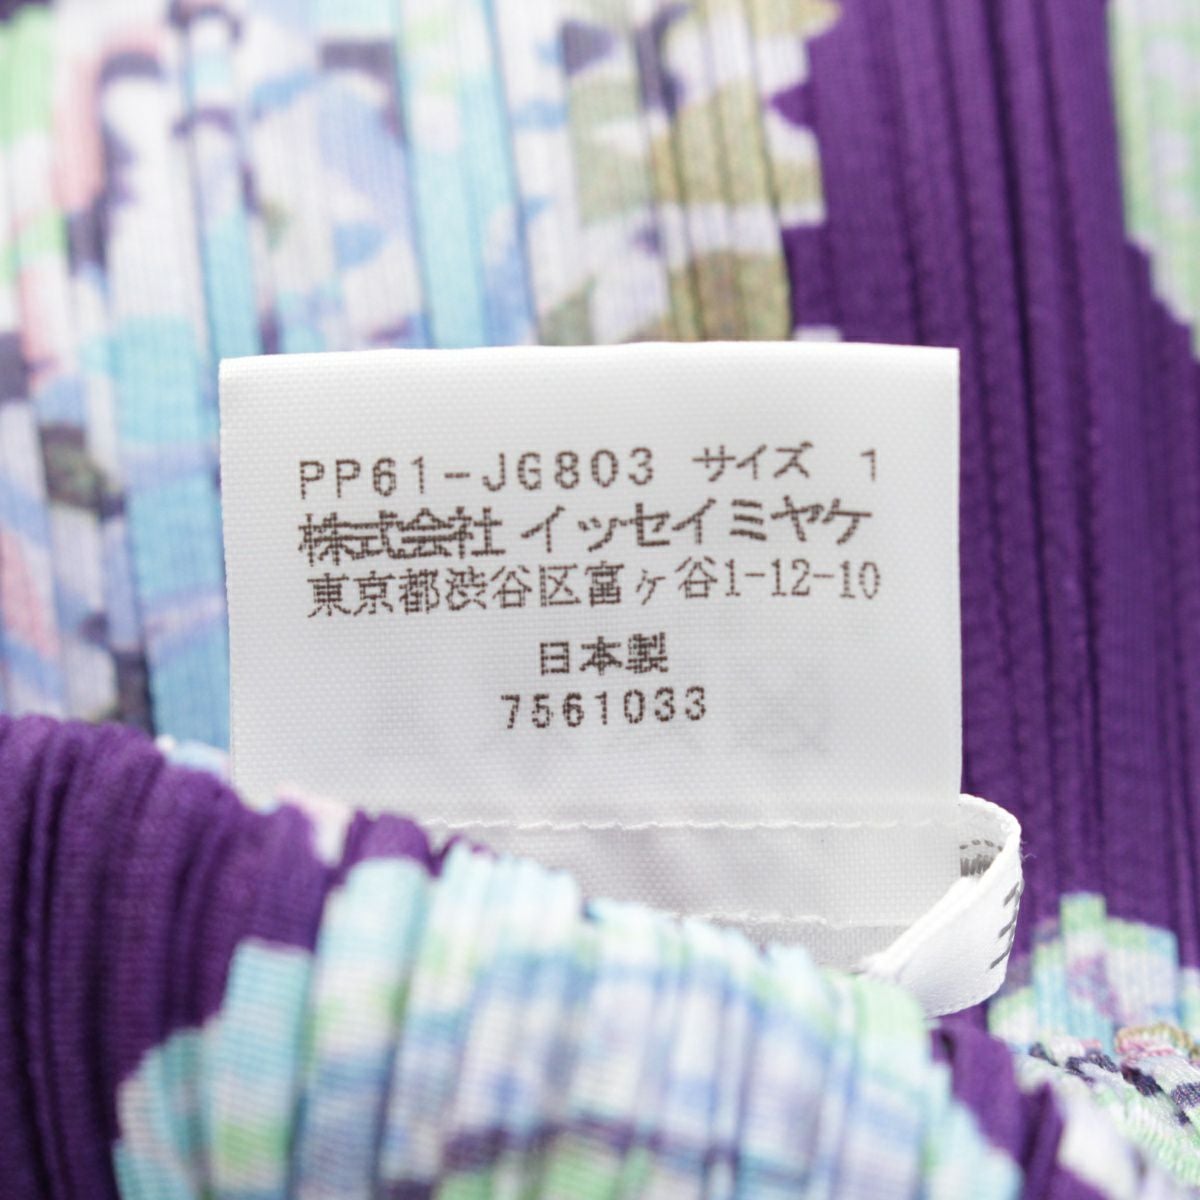 PP61-JG803 サイズ 1
株式会社 イッセイミヤケ
東京都渋谷区富ヶ谷1-12-10
日本製
7561033